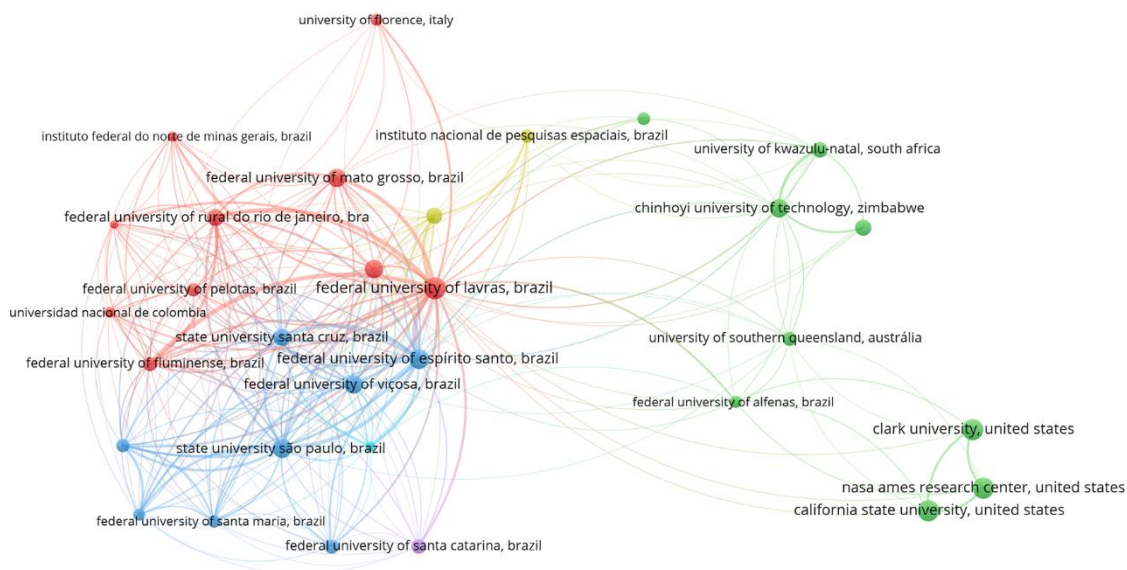 university of florence, italy
instituto federal do norte de minas gerais, brazil
instituto nacional de pesquisas espaciais, brazil
university of kwazulu-natal, south africa
federal university of mato grosso, brazil
chinhoyi university of technology, zimbabwe
federal university of rural do rio de janeiro, bra
federal university of pelotas, brazil
federal university of lavras, brazil
universidad nacional de colombia
state university santa cruz, brazil
university of southern queensland, austrália
federal university of fluminense, brazil
federal university of espírito santo, brazil
federal university of viçosa, brazil
federal university of alfenas, brazil
clark university, united states
state university são paulo, brazil
nasa ames research center, united states
california state university, united states
federal university of santa maria, brazil
federal university of santa catarina, brazil